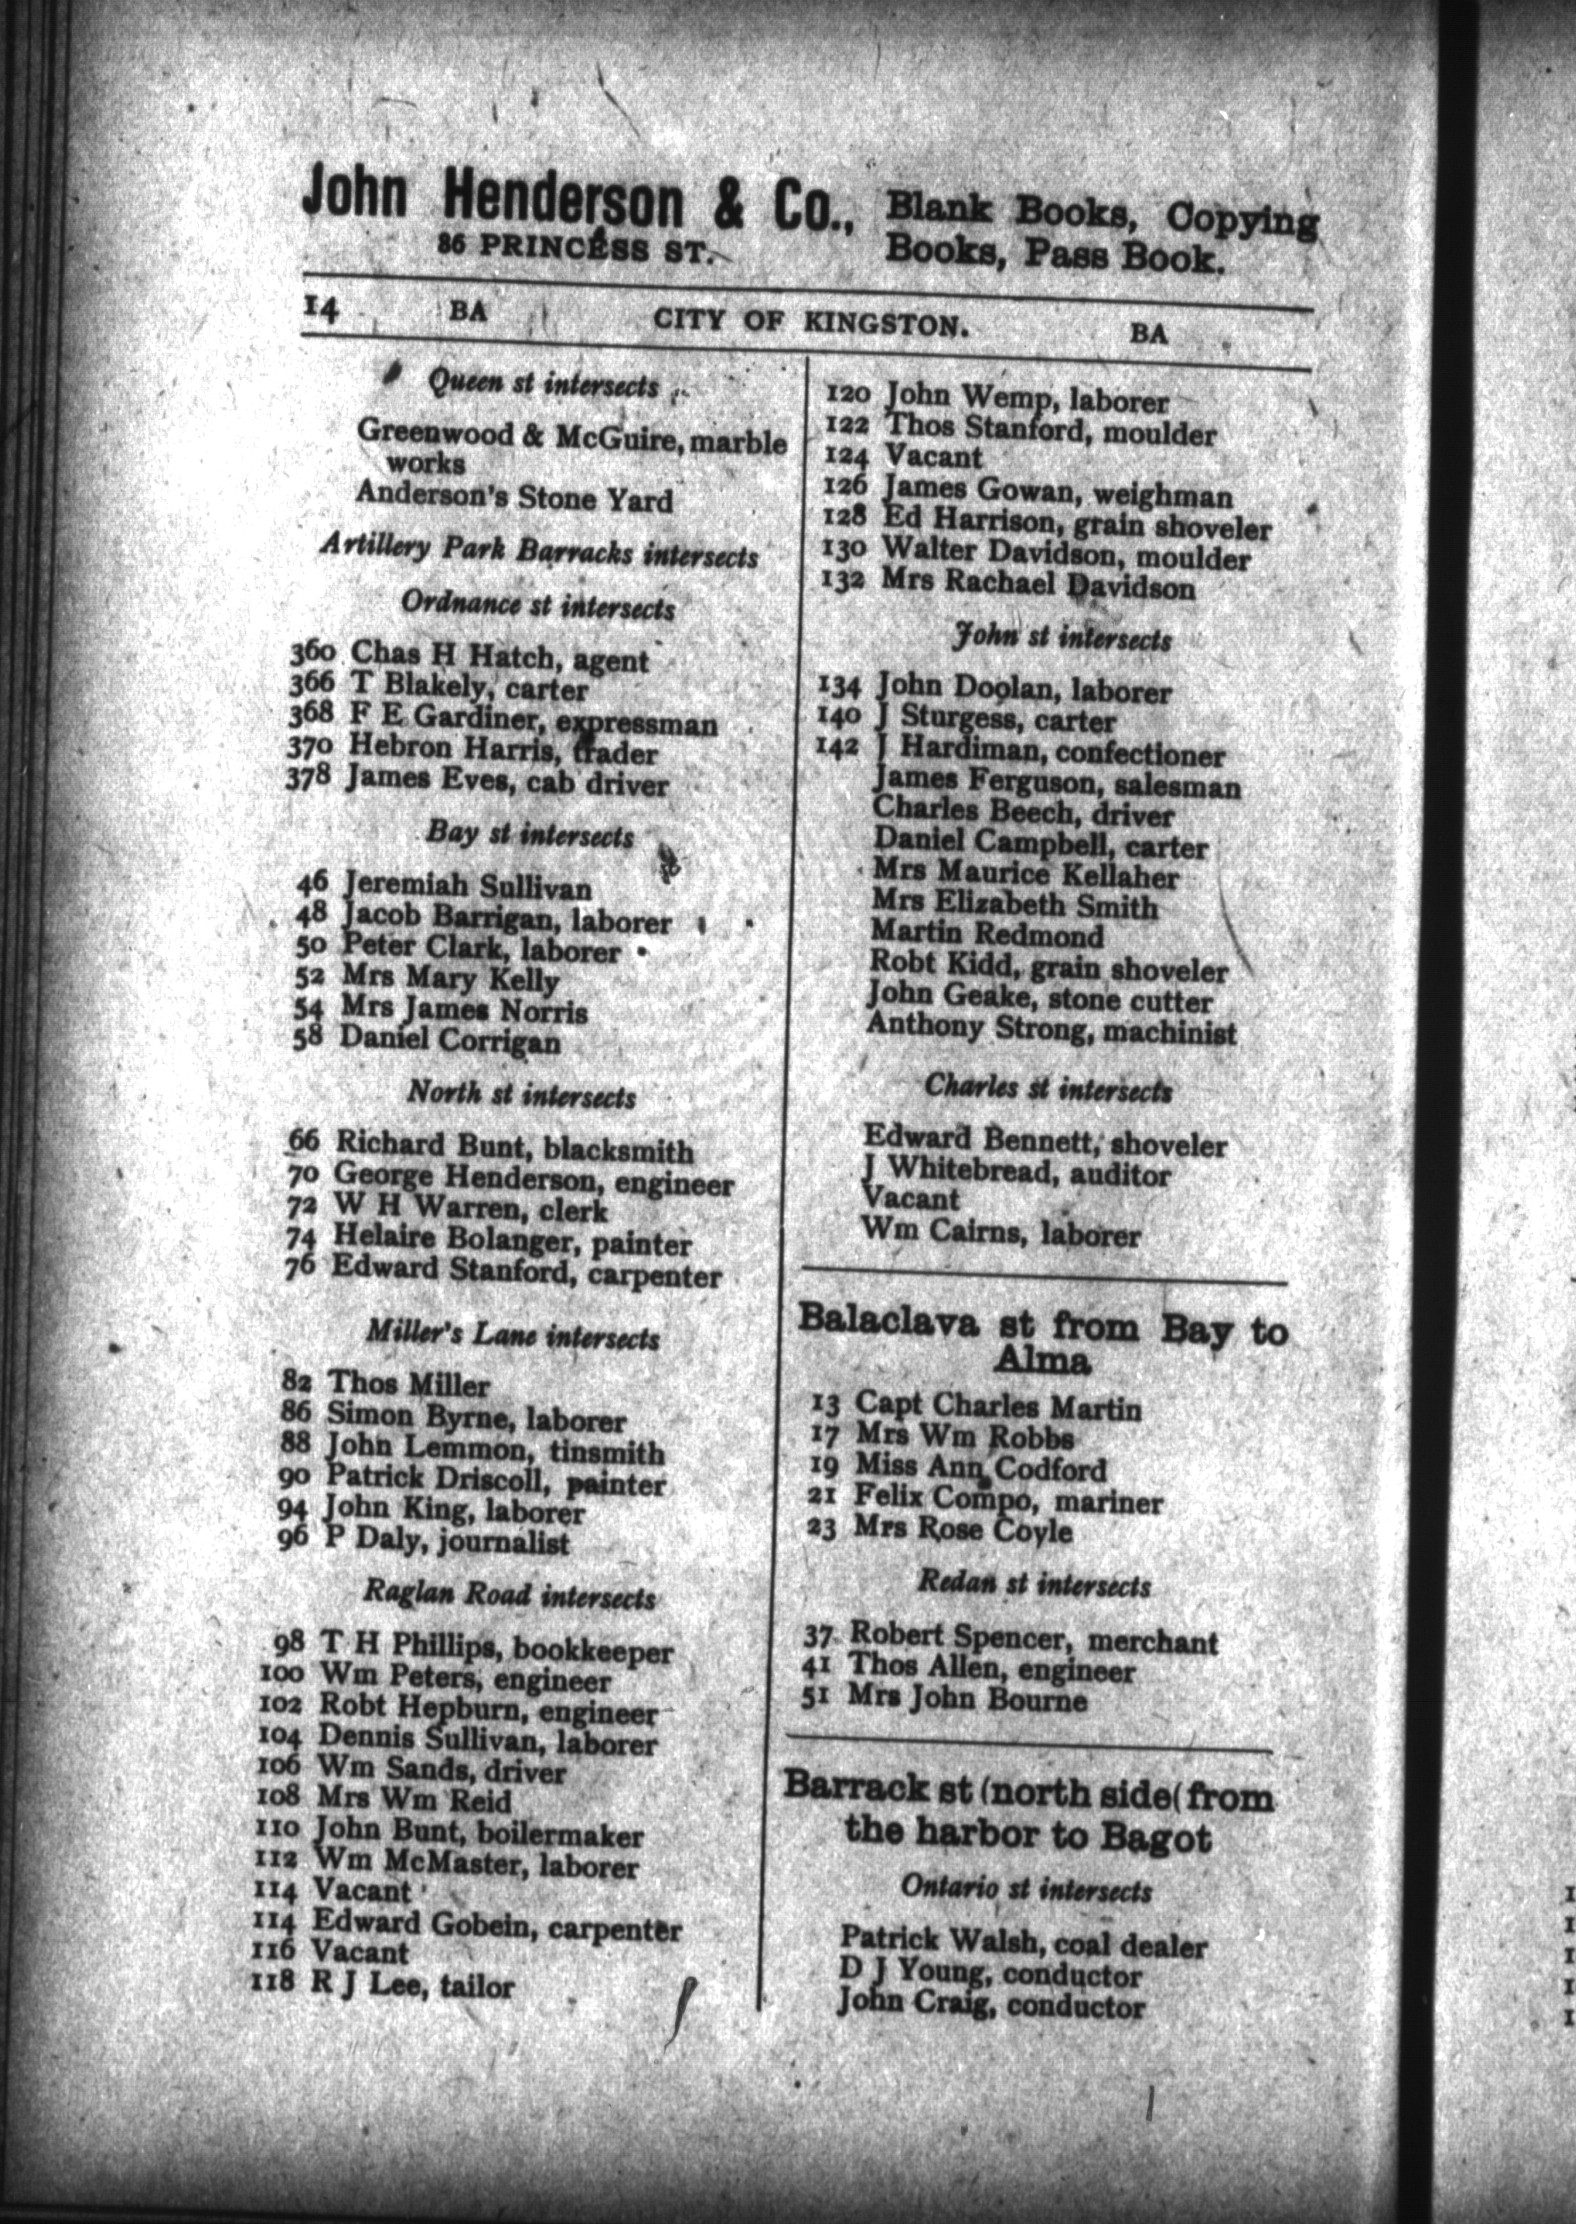 John Henderson & Co., Blank Books, Copying
86 PRINCESS ST. Books, Pass Book.
14 BA CITY OF KINGSTON. BA
Queen st intersects
Greenwood & McGuire, marble
works
Anderson's Stone Yard
Artillery Park Barracks intersects
Ordnance st intersects
360 Chas H Hatch, agent
366 T Blakely, carter
368 F E Gardiner, expressman
370 Hebron Harris, trader
378 James Eves, cab driver
Bay st intersects
46 Jeremiah Sullivan
48 Jacob Barrigan, laborer
50 Peter Clark, laborer
52 Mrs Mary Kelly
54 Mrs James Norris
58 Daniel Corrigan
North st intersects
66 Richard Bunt, blacksmith
70 George Henderson, engineer
72 W H Warren, clerk
74 Helaire Bolanger, painter
76 Edward Stanford, carpenter
Miller's Lane intersects
82 Thos Miller
86 Simon Byrne, laborer
88 John Lemmon, tinsmith
90 Patrick Driscoll, painter
94 John King, laborer
96 P Daly, journalist
Raglan Road intersects
98 T H Phillips, bookkeeper
100 Wm Peters, engineer
102 Robt Hepburn, engineer
104 Dennis Sullivan, laborer
106 Wm Sands, driver
108 Mrs Wm Reid
110 John Bunt, boilermaker
112 Wm McMaster, laborer
114 Vacant
114 Edward Gobein, carpenter
116 Vacant
118 R J Lee, tailor
120 John Wemp, laborer
122 Thos Stanford, moulder
124 Vacant
126 James Gowan, weighman
128 Ed Harrison, grain shoveler
130 Walter Davidson, moulder
132 Mrs Rachael Davidson
John st intersects
134 John Doolan, laborer
140 J Sturgess, carter
142 J Hardiman, confectioner
James Ferguson, salesman
Charles Beech, driver
Daniel Campbell, carter
Mrs Maurice Kellaher
Mrs Elizabeth Smith
Martin Redmond
Robt Kidd, grain shoveler
John Geake, stone cutter
Anthony Strong, machinist
Charles st intersects
Edward Bennett, shoveler
J Whitebread, auditor
Vacant
Wm Cairns, laborer
Balaclava st from Bay to
Alma
13 Capt Charles Martin
17 Mrs Wm Robbs
19 Miss Ann Codford
21 Felix Compo, mariner
23 Mrs Rose Coyle
Redan st intersects
37 Robert Spencer, merchant
41 Thos Allen, engineer
51 Mrs John Bourne
Barrack st (north side( from
the harbor to Bagot
Ontario st intersects
Patrick Walsh, coal dealer
D J Young, conductor
John Craig, conductor